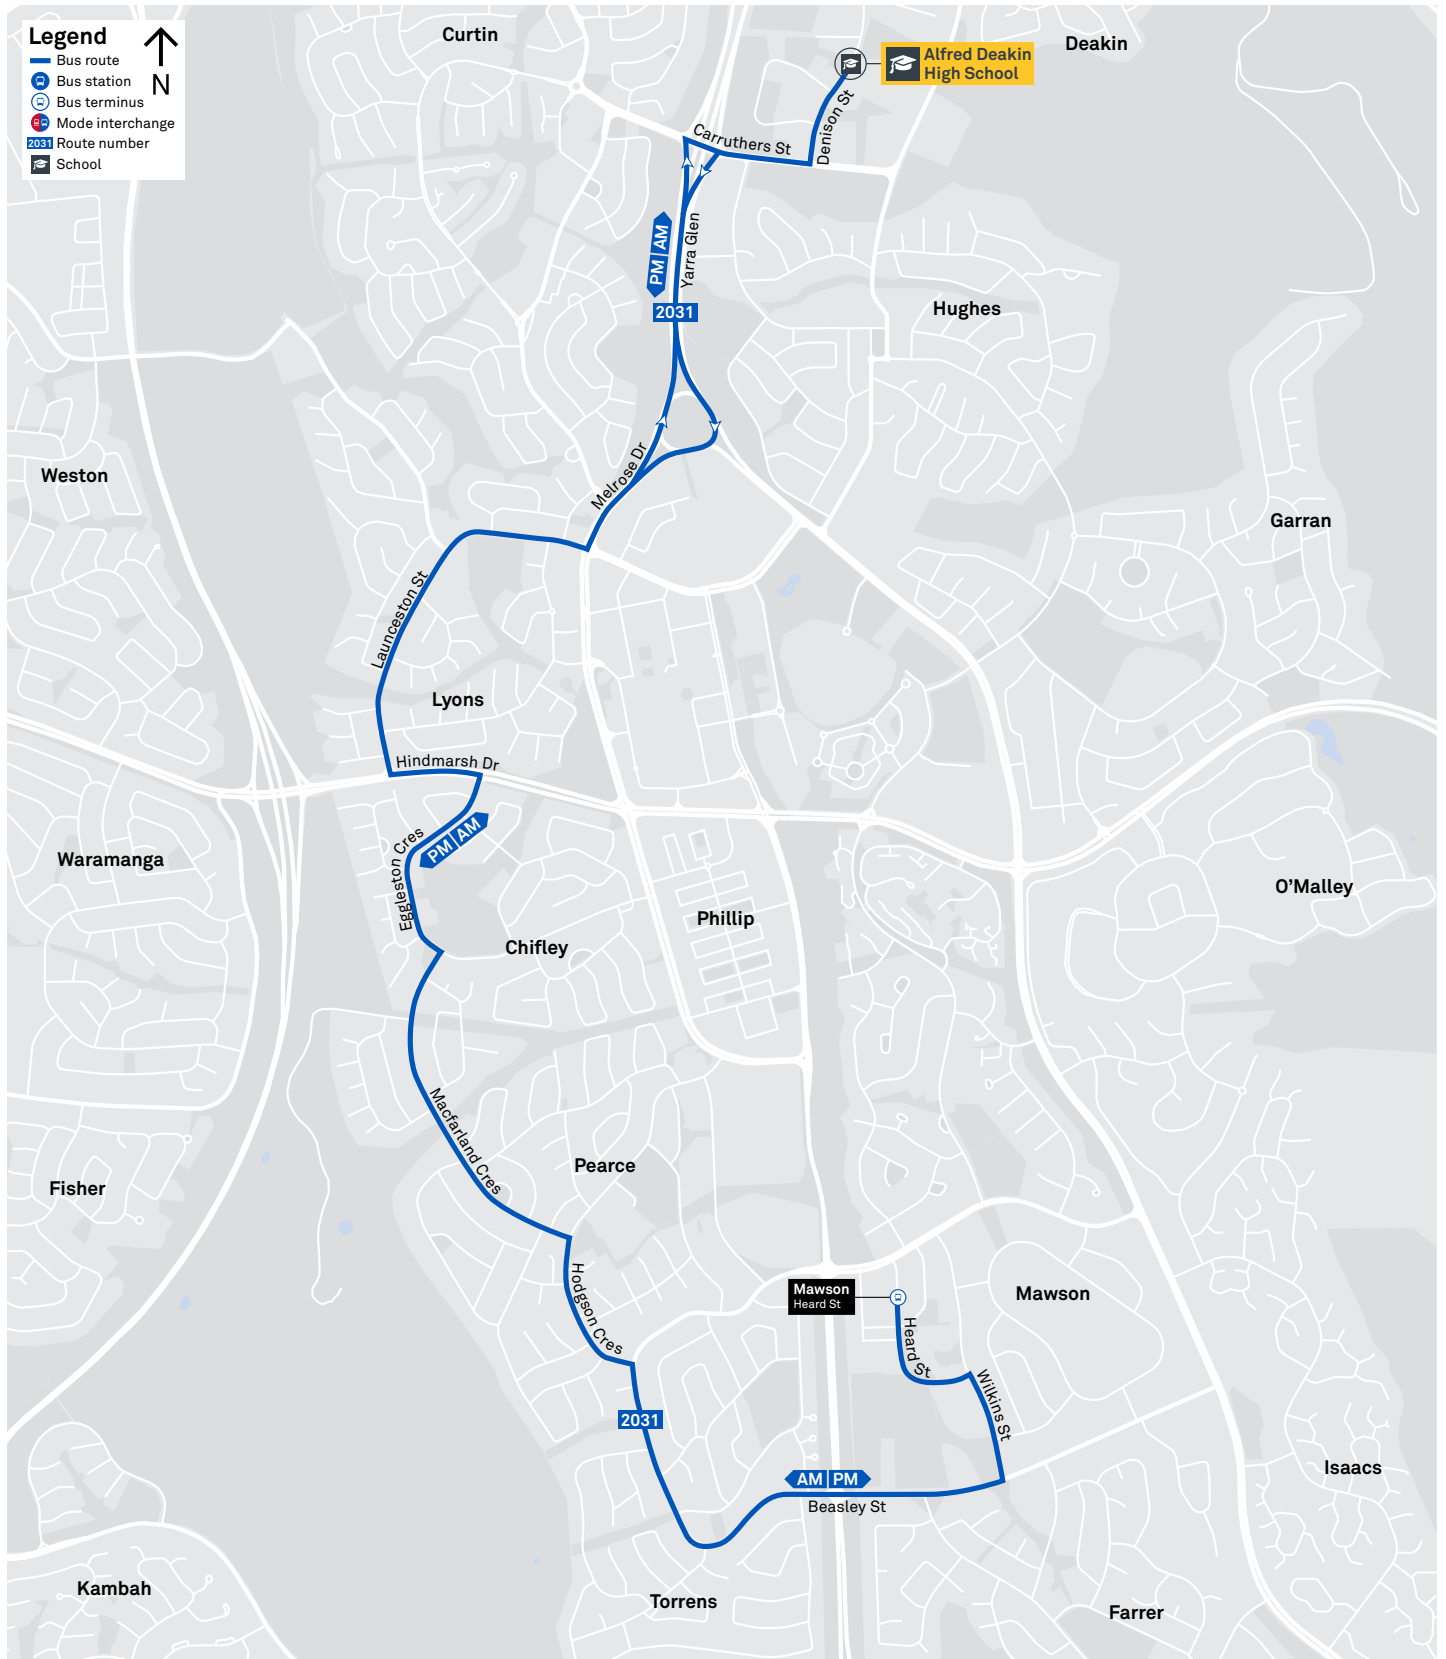 Legend
N
Bus route
Bus station
Bus terminus
Mode interchange
2031 Route number
School
Curtin
Deakin
Alfred Deakin
High School
Denison St
Carruthers St
PM AM
Yarra Glen
2031
Hughes
Weston
Melrose Dr
Garran
Launceston St
Lyons
Hindmarsh Dr
PM AM
Eggleston Cres
Waramanga
O'Malley
Phillip
Chifley
Macfarland Cres
Pearce
Fisher
Hodgson Cres
Mawson
Heard St
Mawson
Heard St
Wilkins St
2031
Isaacs
AM PM
Beasley St
Kambah
Torrens
Farrer